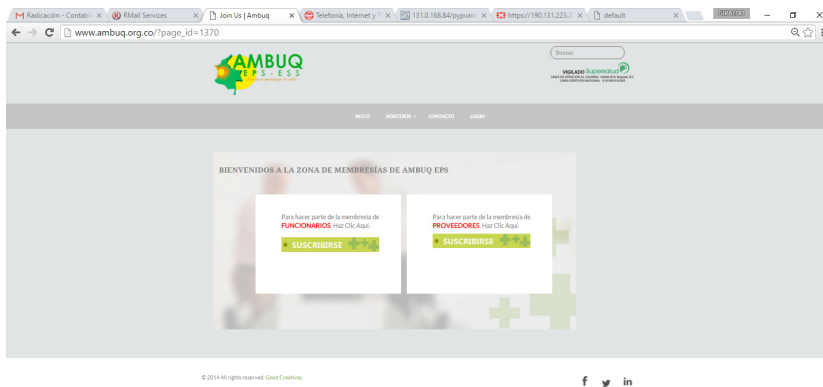 Radicación - Contabil
RMail Services
Join Us | Ambuq
Telefonía, Internet y T
131.0.168.84/pypvali
https://190.131.223.2
default
www.ambuq.org.co/?page_id=1370
AMBUQ
EPS-ESS
Buscar
VIGILADO Supersalud
INICIO NOSOTROS CONTACTO LOGIN
BIENVENIDOS A LA ZONA DE MEMBRESÍAS DE AMBUQ EPS
Para hacer parte de la membresia de
FUNCIONARIOS, Haz Clic Aquí.
SUSCRIBIRSE
Para hacer parte de la membresia de
PROVEEDORES, Haz Clic Aquí.
SUSCRIBIRSE
© 2014 All rights reserved. Good Creativos.